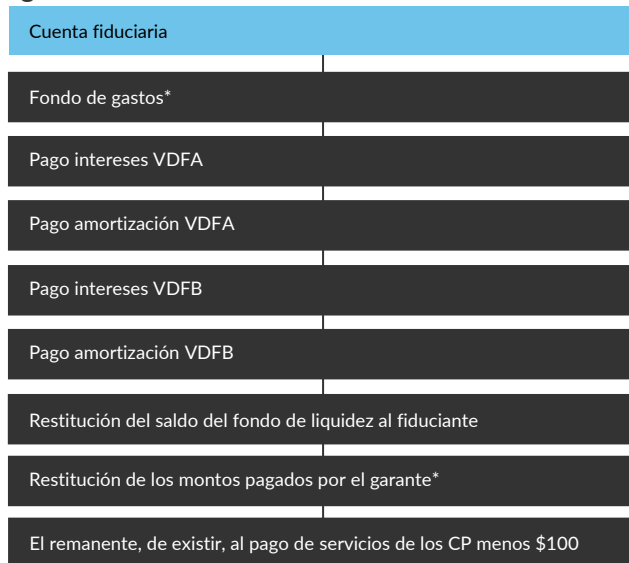 Cuenta fiduciaria
Fondo de gastos*
Pago intereses VDFA
Pago amortización VDFA
Pago intereses VDFB
Pago amortización VDFB
Restitución del saldo del fondo de liquidez al fiduciante
Restitución de los montos pagados por el garante*
El remanente, de existir, al pago de servicios de los CP menos $100